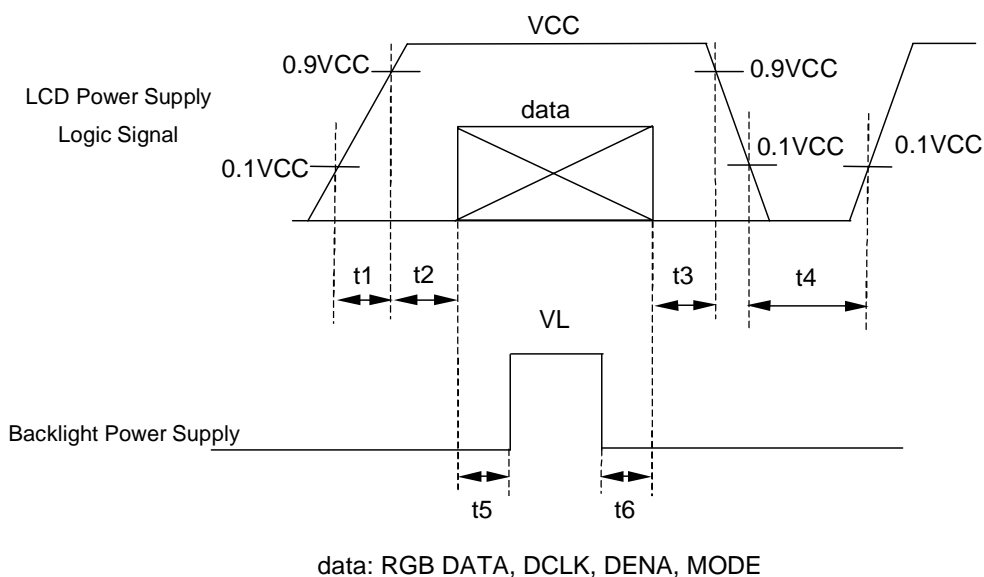 VCC
0.9VCC
0.9VCC
LCD Power Supply
Logic Signal
data
0.1VCC
0.1VCC
0.1VCC
t1
t2
t3
t4
VL
Backlight Power Supply
t5
t6
data: RGB DATA, DCLK, DENA, MODE